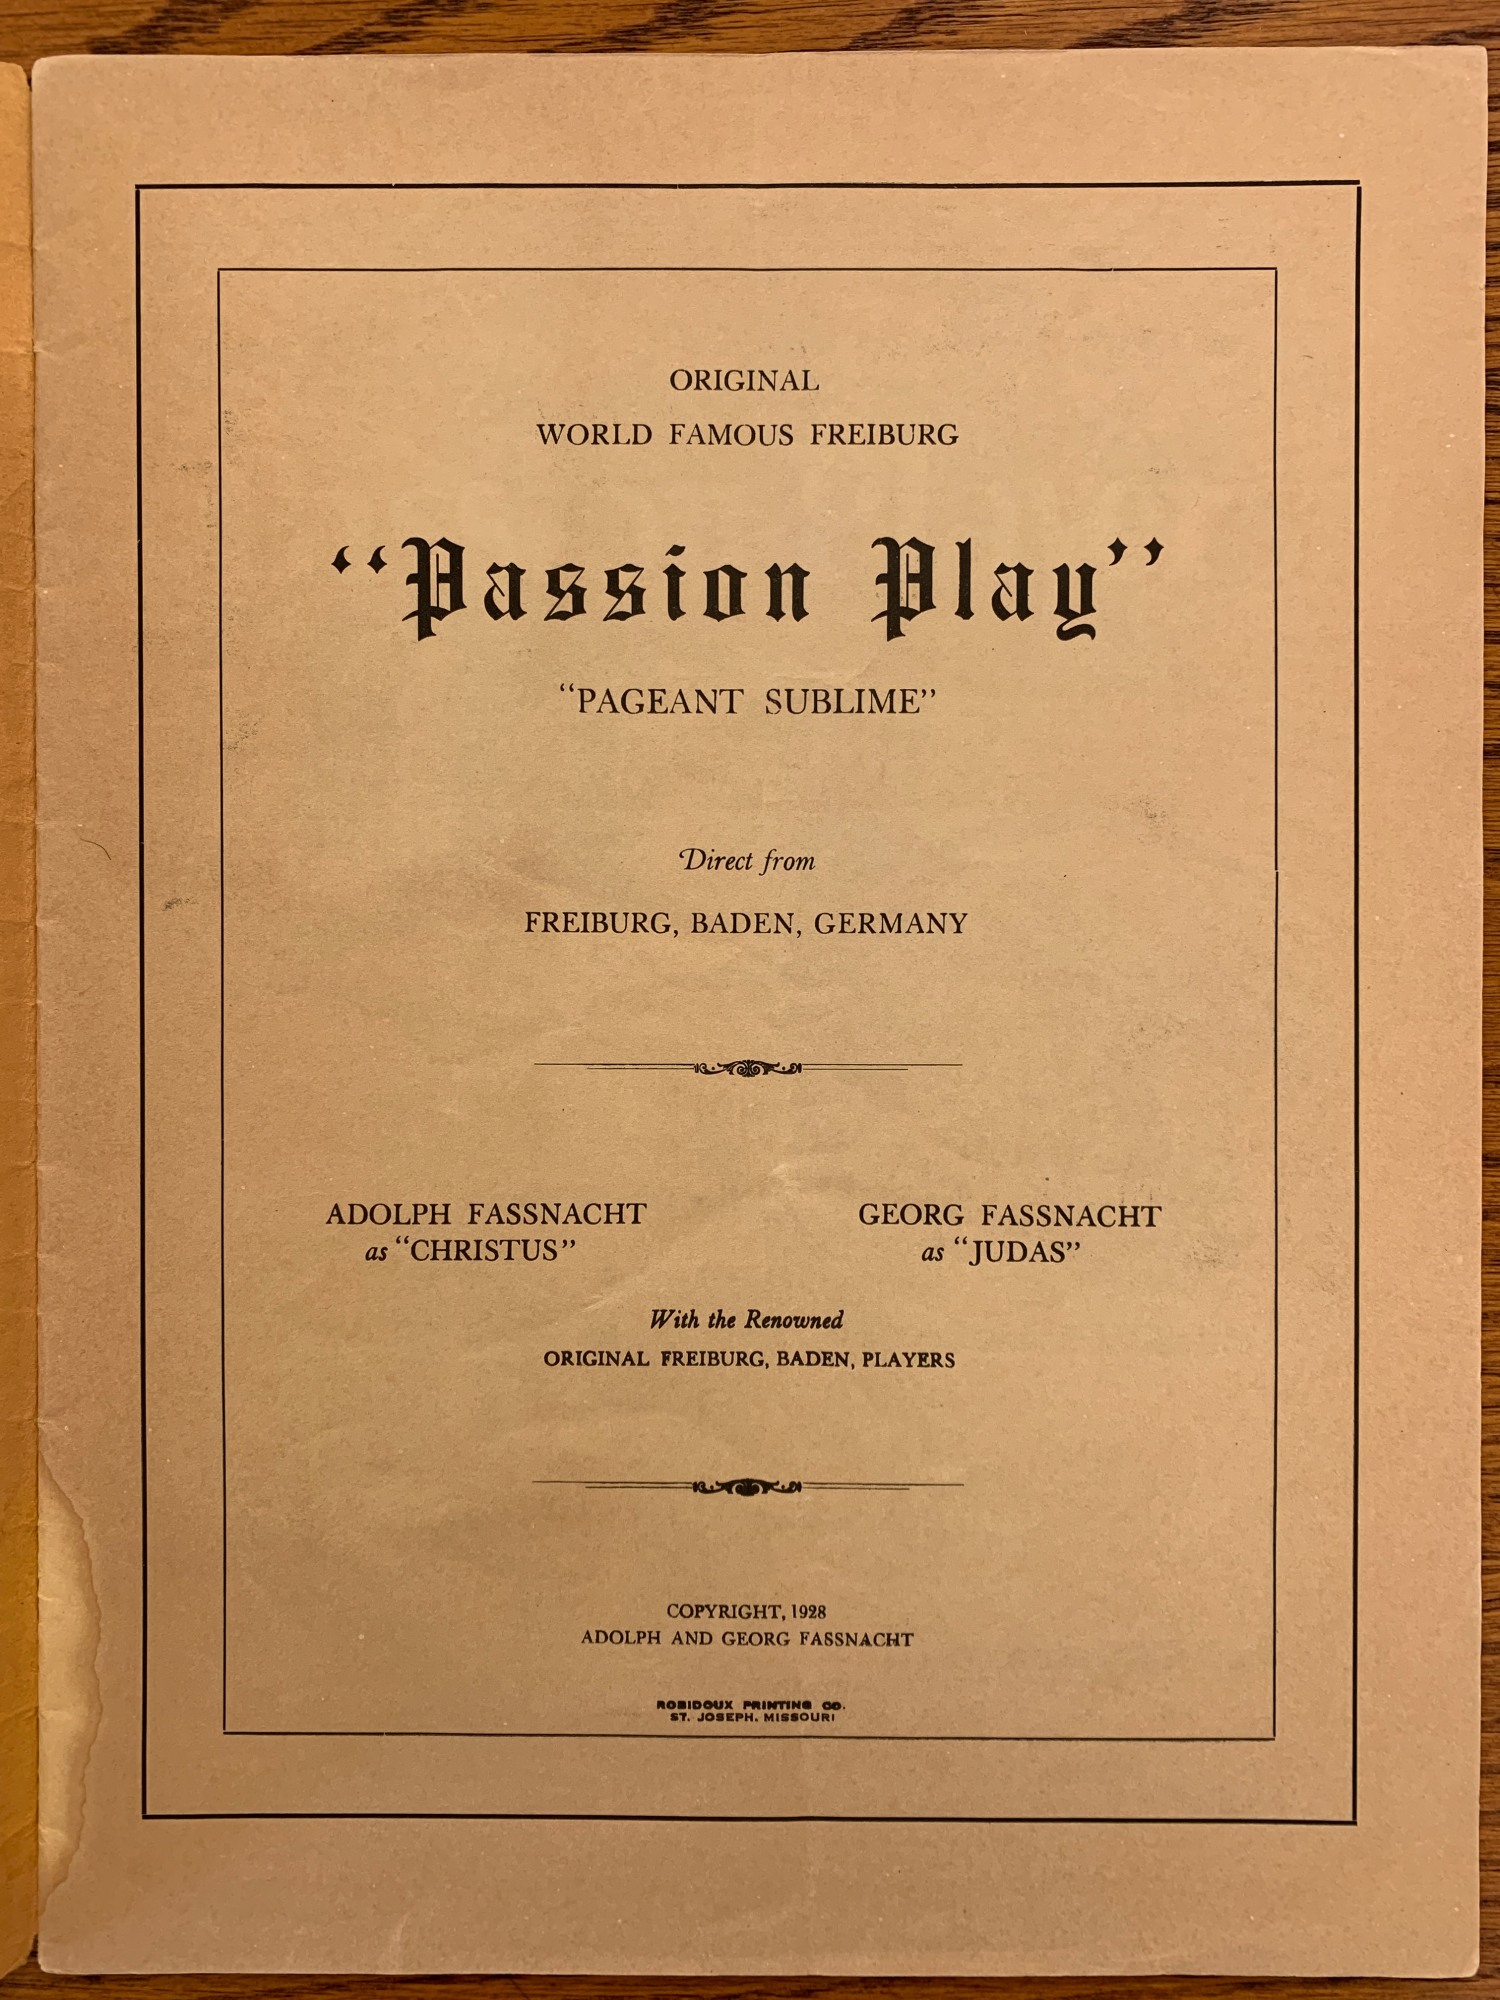 ORIGINAL
WORLD FAMOUS FREIBURG
“Passion Play”
“PAGEANT SUBLIME”
Direct from
FREIBURG, BADEN, GERMANY
ADOLPH FASSNACHT
as “CHRISTUS”
GEORG FASSNACHT
as “JUDAS”
With the Renowned
ORIGINAL FREIBURG, BADEN, PLAYERS
COPYRIGHT, 1928
ADOLPH AND GEORG FASSNACHT
ROBIDOUX PRINTING CO.
ST. JOSEPH, MISSOURI